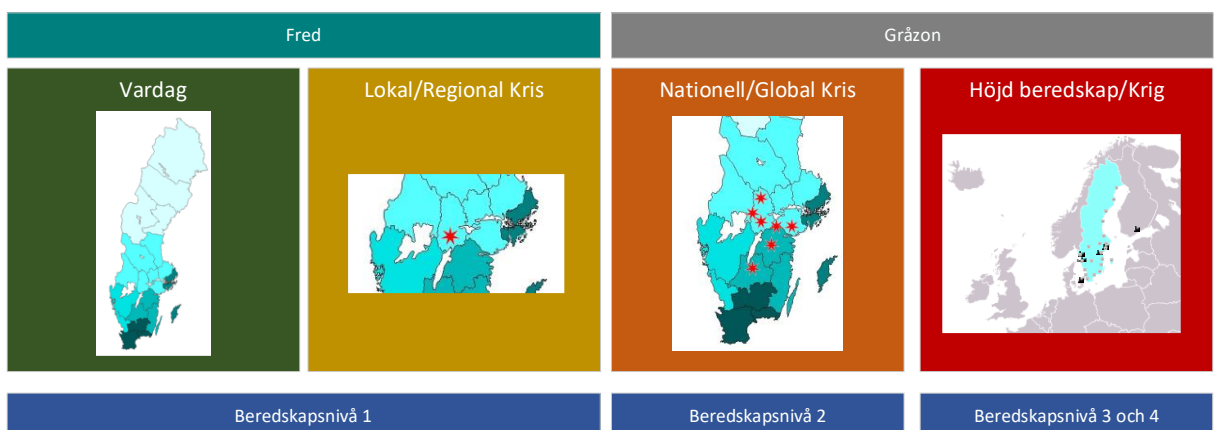 Fred
Gråzon
Vardag
Lokal/Regional Kris
Nationell/Global Kris
Höjd beredskap/Krig
Beredskapsnivå 1
Beredskapsnivå 2
Beredskapsnivå 3 och 4